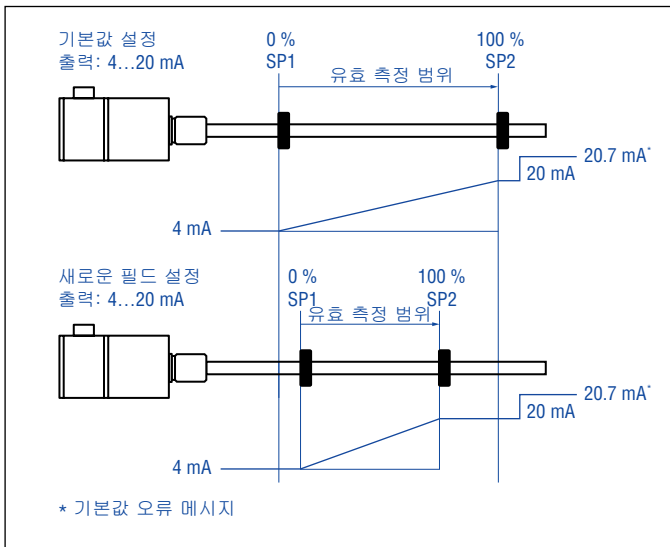 기본값 설정
출력: 4…20 mA
0 %
SP1
100 %
SP2
유효 측정 범위
20.7 mA*
20 mA
4 mA
새로운 필드 설정
출력: 4…20 mA
0 %
SP1
100 %
SP2
유효 측정 범위
20.7 mA*
20 mA
4 mA
* 기본값 오류 메시지